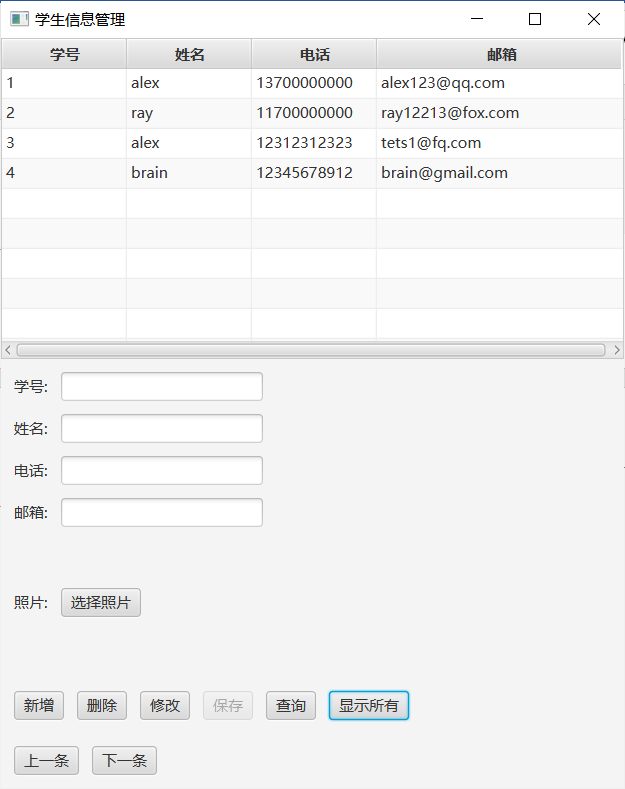 学生信息管理
学号 姓名 电话 邮箱
1 alex 13700000000 alex123@qq.com
2 ray 11700000000 ray12213@fox.com
3 alex 12312312323 tets1@fq.com
4 brain 12345678912 brain@gmail.com
学号:
姓名:
电话:
邮箱:
照片: 选择照片
新增 删除 修改 保存 查询 显示所有
上一条 下一条